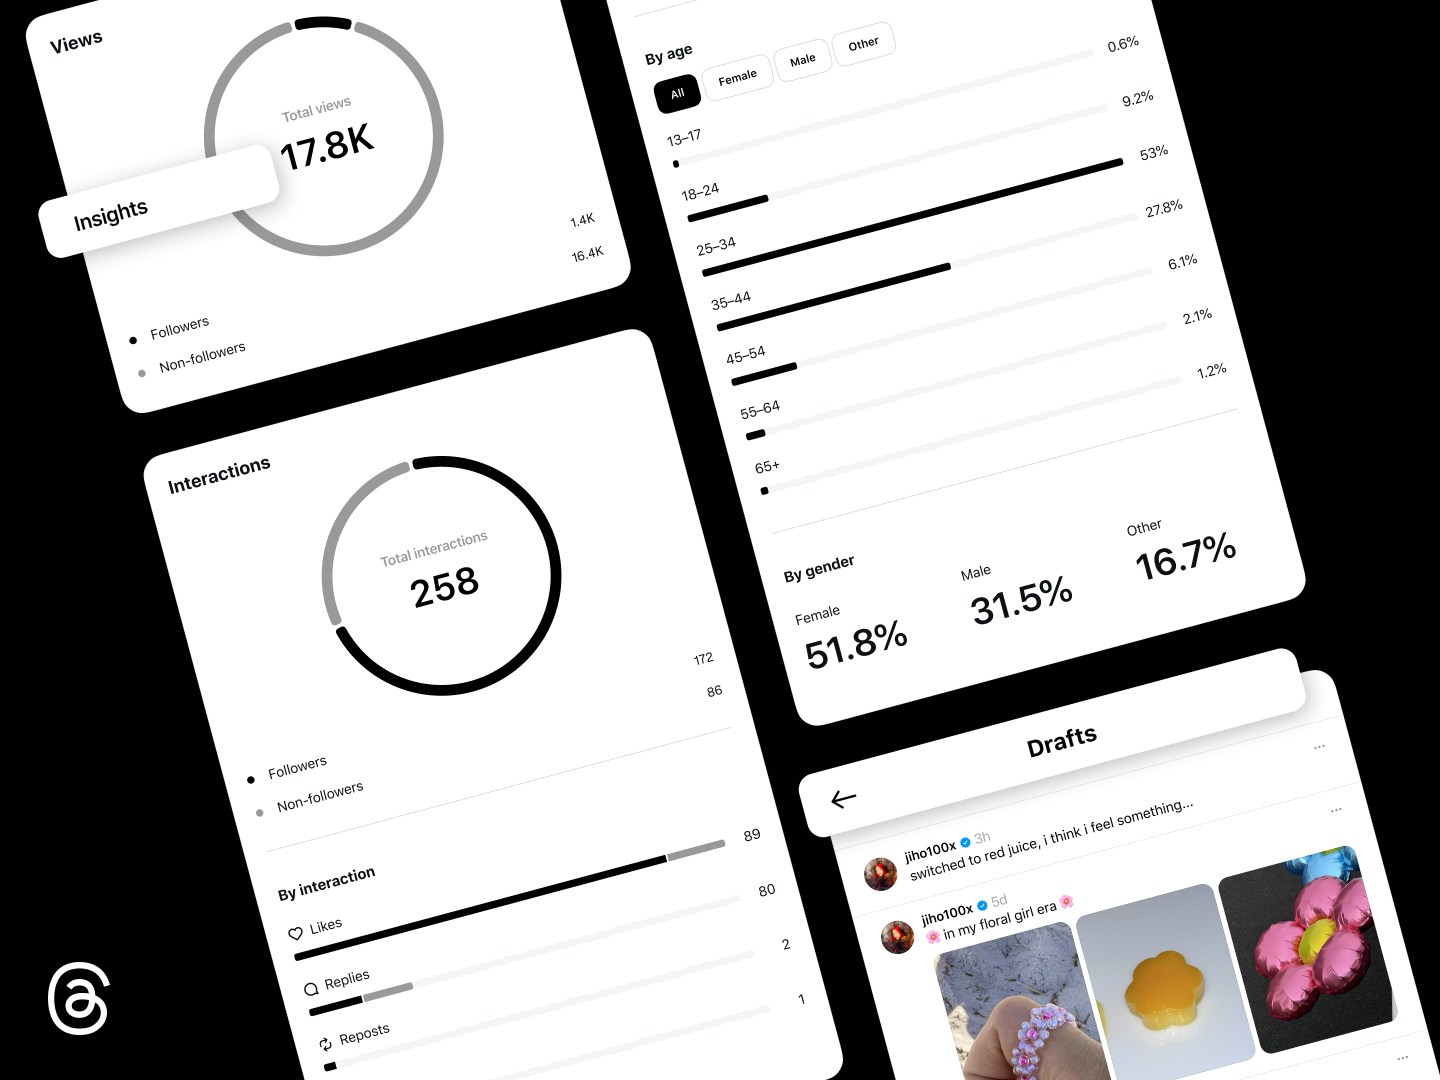 Views
Total views
17.8K
Insights
1.4K
16.4K
Followers
Non-followers
Interactions
Total interactions
258
172
86
Followers
Non-followers
By interaction
Likes 89
Replies 80
Reposts 2
1
By age
All Female Male Other
13–17 0.6%
18–24 9.2%
25–34 53%
35–44 27.8%
45–54 6.1%
55–64 2.1%
65+ 1.2%
By gender
Female Male Other
51.8% 31.5% 16.7%
Drafts
jiho100x 3h
switched to red juice, i think i feel something...
jiho100x 5d
🌸 in my floral girl era 🌸